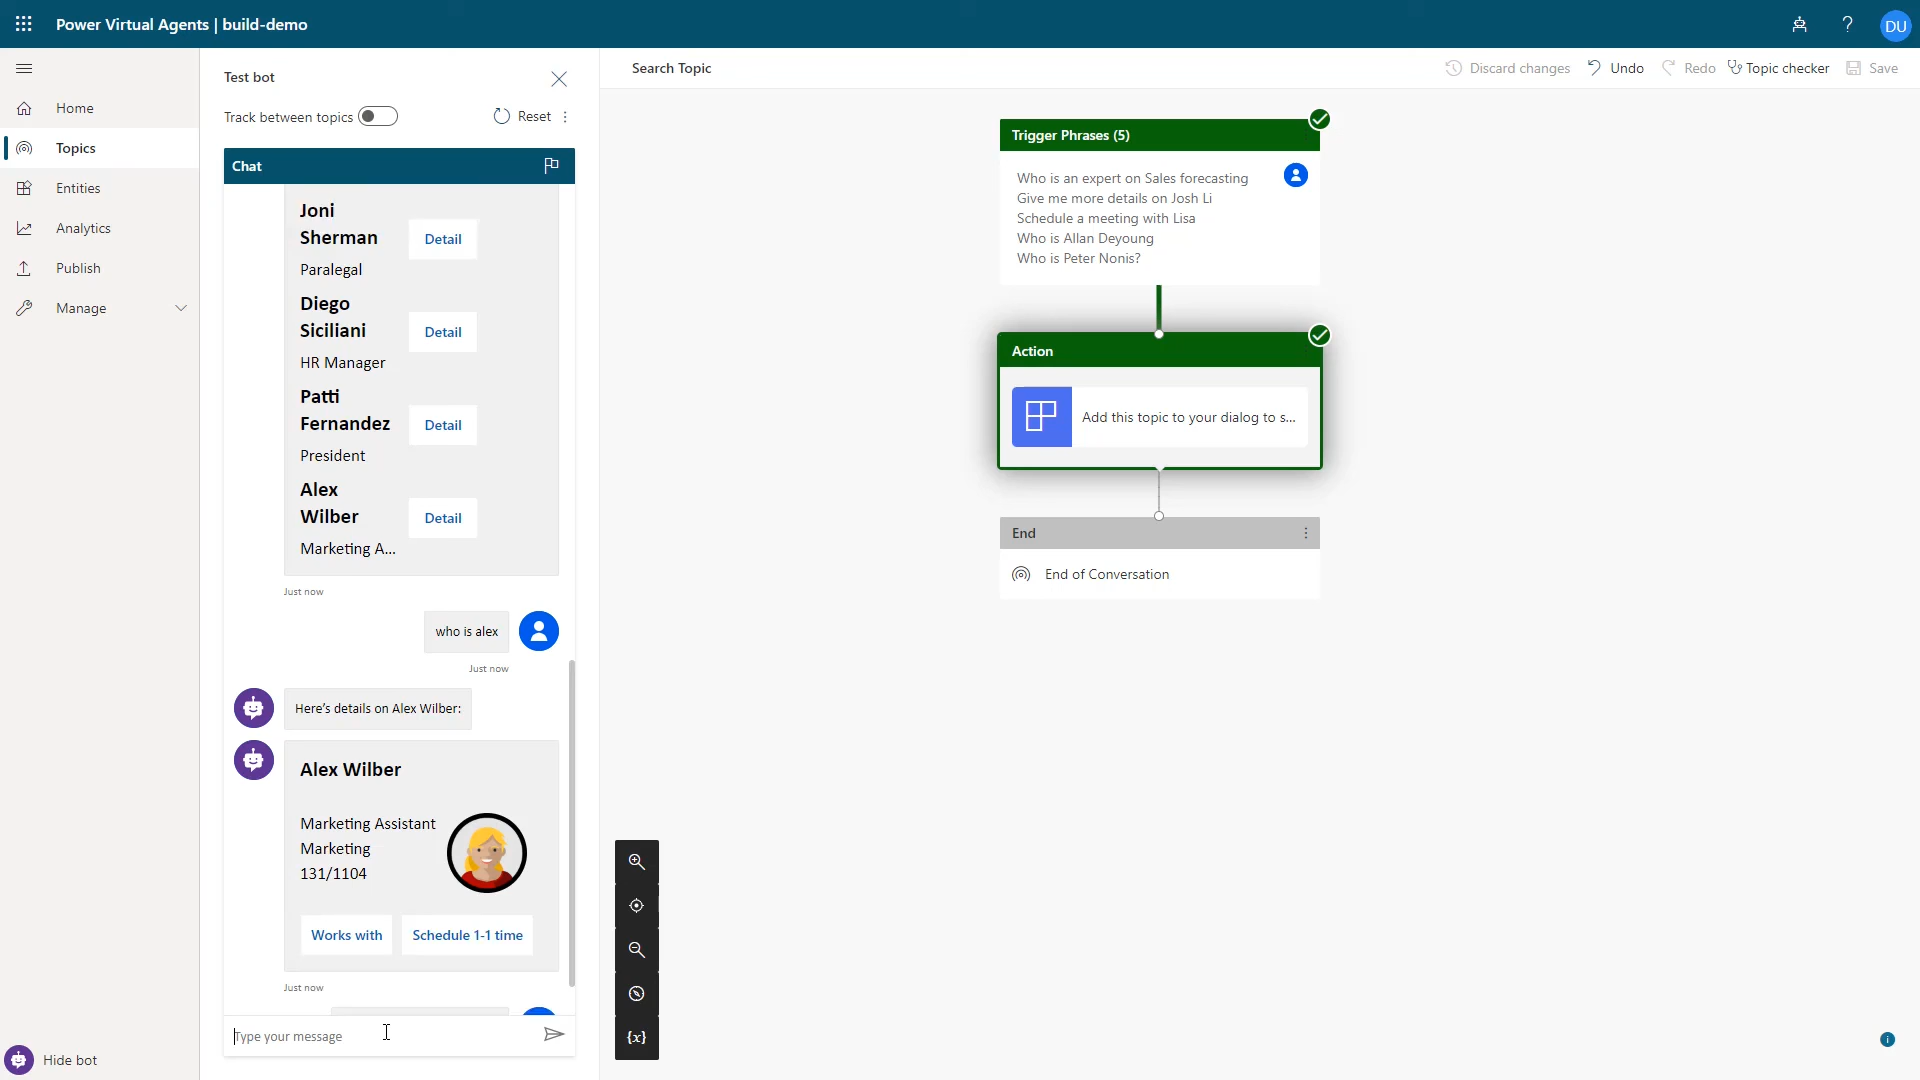 Power Virtual Agents | build-demo
?
DU
Home
Topics
Entities
Analytics
Publish
Manage
Hide bot
Test bot
Track between topics
Reset
Chat
Joni
Sherman
Paralegal
Detail
Diego
Siciliani
HR Manager
Detail
Patti
Fernandez
President
Detail
Alex
Wilber
Marketing A...
Detail
Just now
who is alex
Just now
Here's details on Alex Wilber:
Alex Wilber
Marketing Assistant
Marketing
131/1104
Works with
Schedule 1-1 time
Just now
Type your message
Search Topic
Discard changes
Undo
Redo
Topic checker
Save
Trigger Phrases (5)
Who is an expert on Sales forecasting
Give me more details on Josh Li
Schedule a meeting with Lisa
Who is Allan Deyoung
Who is Peter Nonis?
Action
Add this topic to your dialog to s...
End
End of Conversation
{x}
i